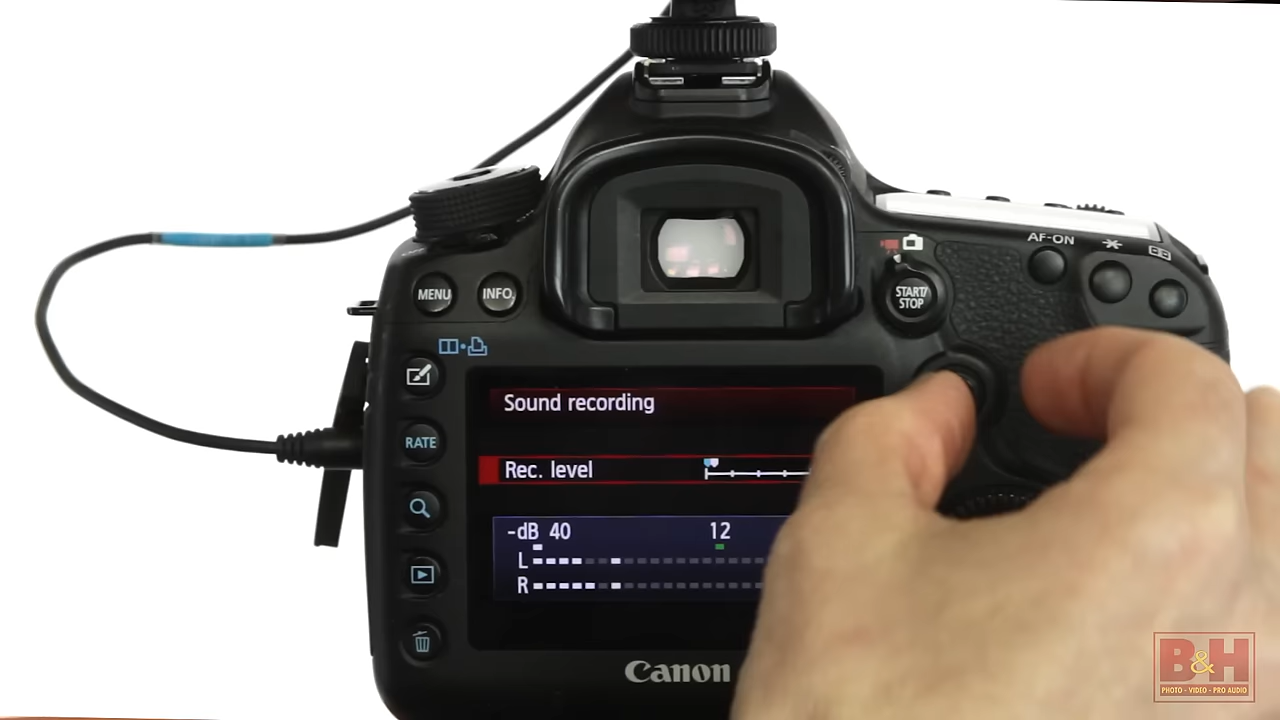 AF-ON
MENU
INFO.
START/
STOP
Sound recording
RATE
Rec. level
-dB 40 12
L
R
Canon
B&H
PHOTO - VIDEO - PRO AUDIO